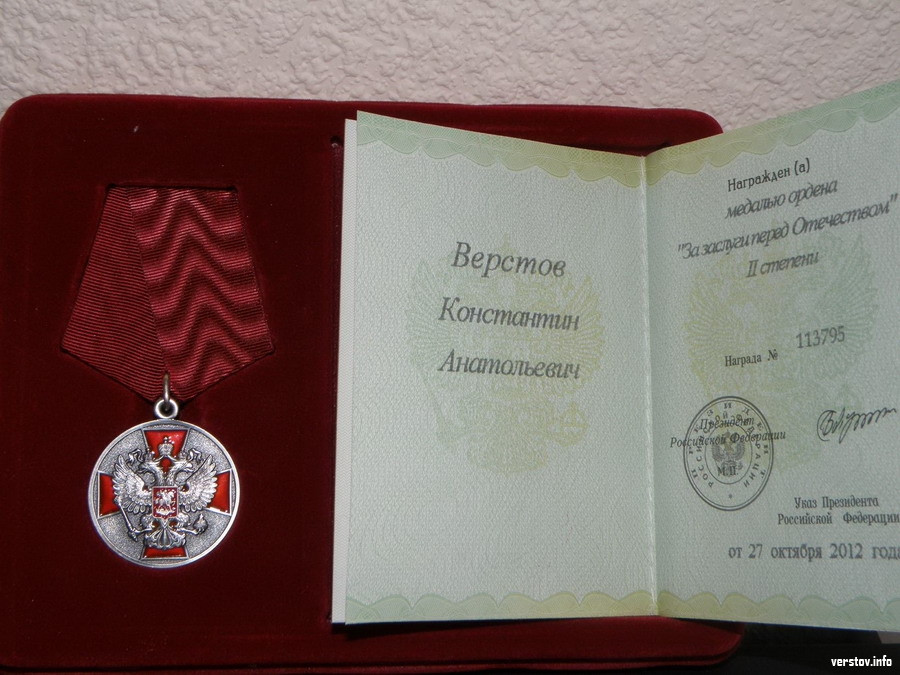 Верстов
Константин
Анатольевич
Награжден (а)
медалью ордена
"За заслуги перед Отечеством"
II степени
Награда № 113795
Президент
Российской Федерации
М.П.
Указ Президента
Российской Федерации
от 27 октября 2012 года
verstov.info